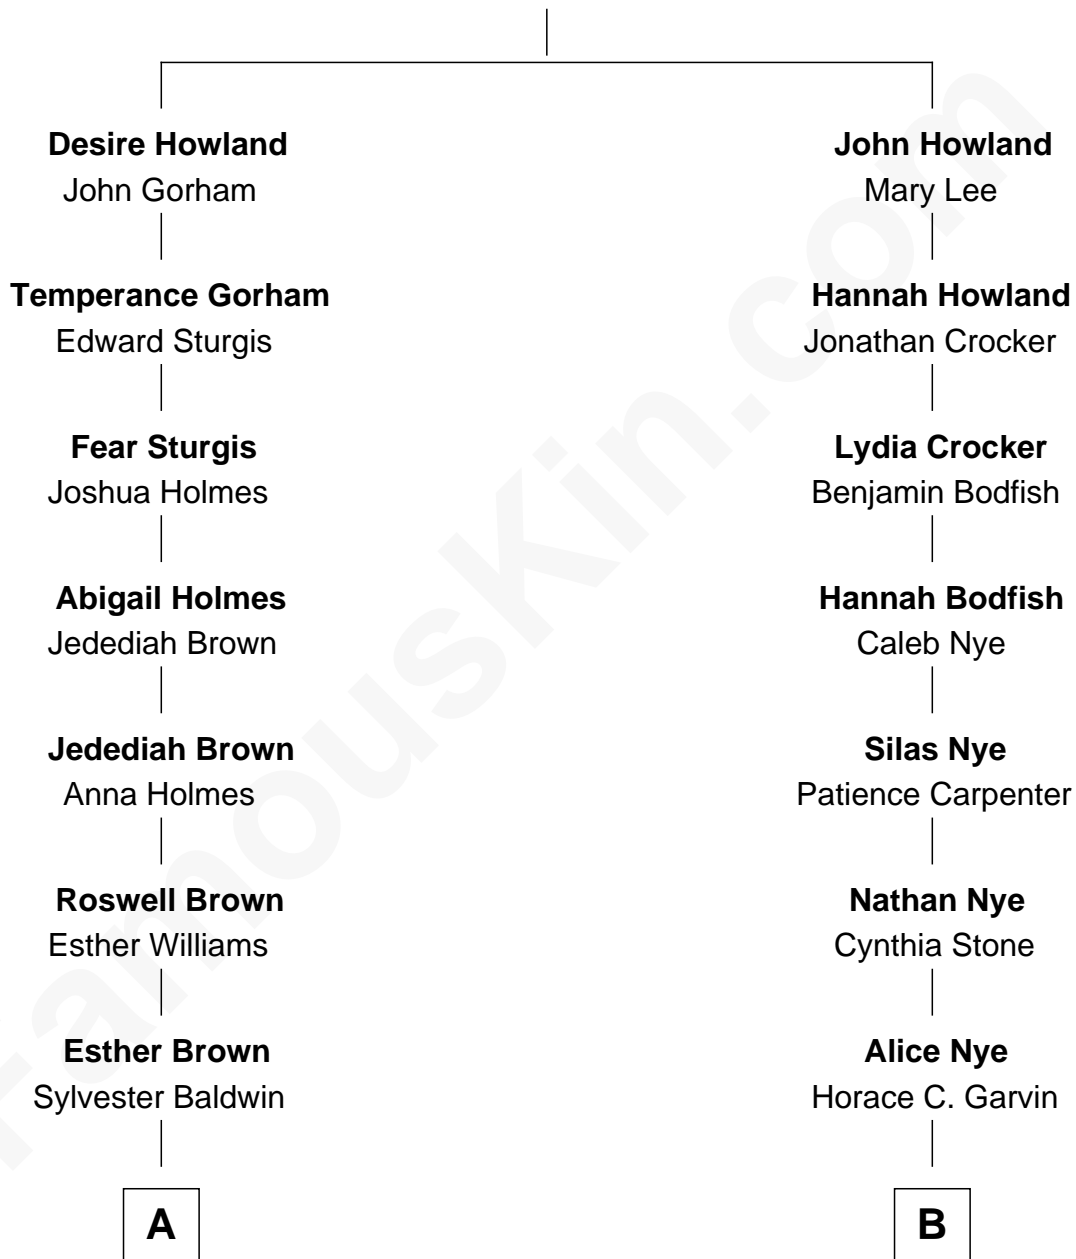 Desire Howland
John Gorham
Temperance Gorham
Edward Sturgis
Fear Sturgis
Joshua Holmes
Abigail Holmes
Jedediah Brown
Jedediah Brown
Anna Holmes
Roswell Brown
Esther Williams
Esther Brown
Sylvester Baldwin
A
John Howland
Mary Lee
Hannah Howland
Jonathan Crocker
Lydia Crocker
Benjamin Bodfish
Hannah Bodfish
Caleb Nye
Silas Nye
Patience Carpenter
Nathan Nye
Cynthia Stone
Alice Nye
Horace C. Garvin
B
FamousKin.com